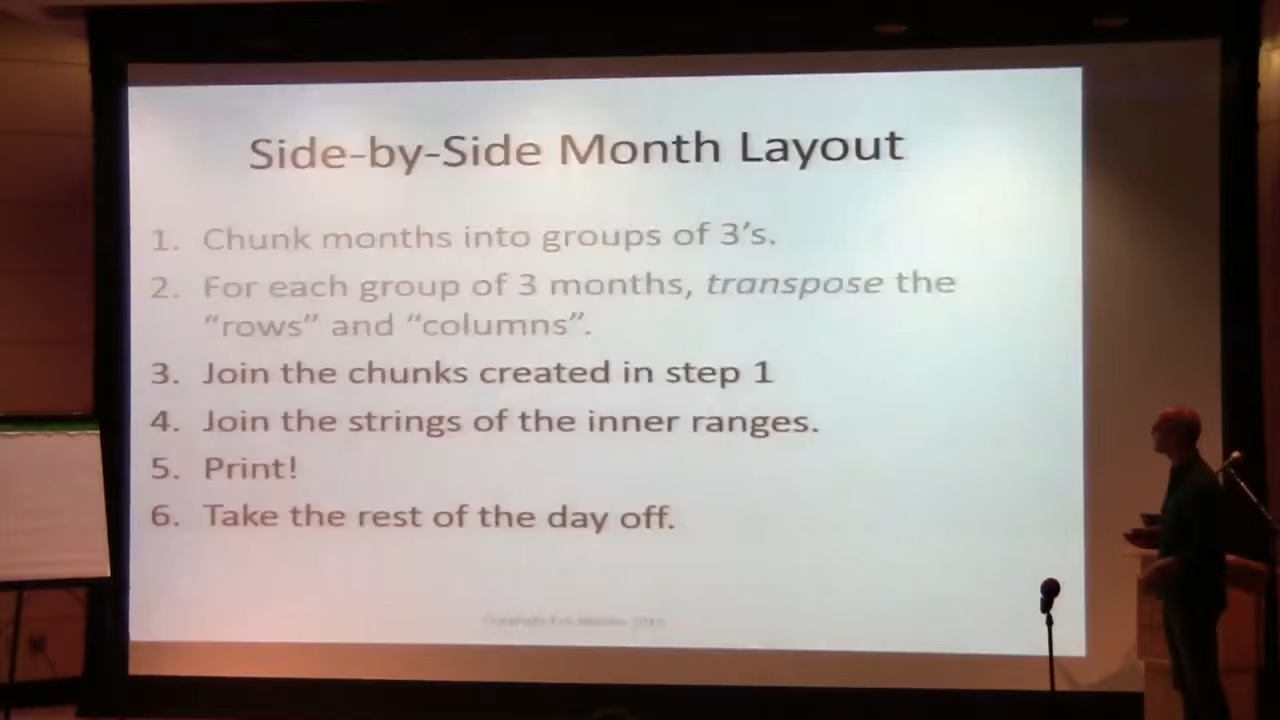 Side-by-Side Month Layout
1. Chunk months into groups of 3’s.
2. For each group of 3 months, transpose the
“rows” and “columns”.
3. Join the chunks created in step 1
4. Join the strings of the inner ranges.
5. Print!
6. Take the rest of the day off.